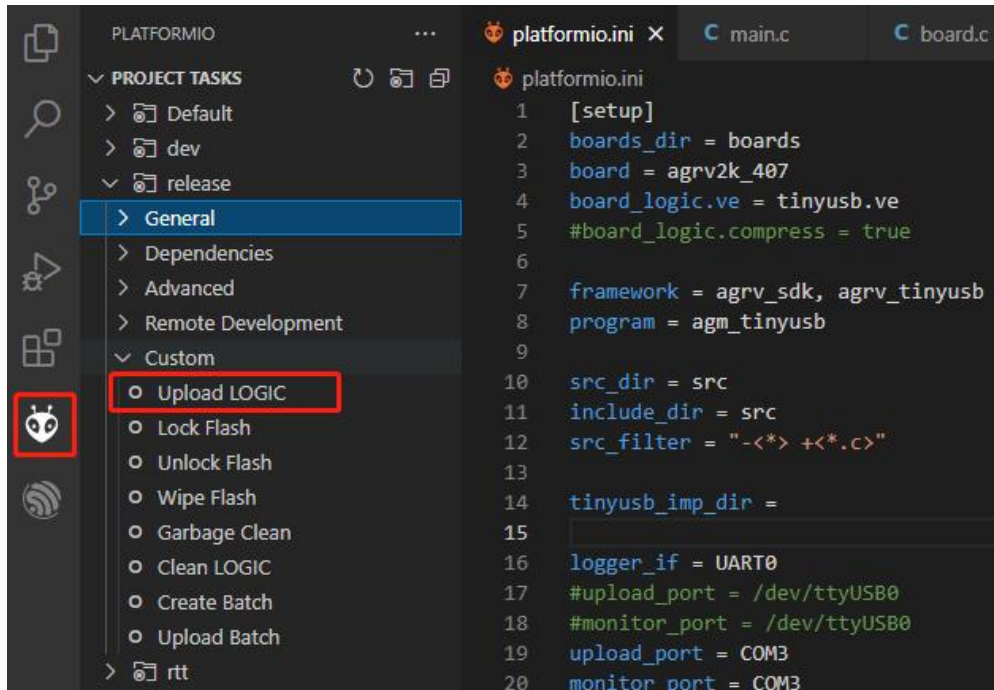 PLATFORMIO ...
PROJECT TASKS
Default
dev
release
General
Dependencies
Advanced
Remote Development
Custom
Upload LOGIC
Lock Flash
Unlock Flash
Wipe Flash
Garbage Clean
Clean LOGIC
Create Batch
Upload Batch
rtt
platformio.ini
C main.c
C board.c
platformio.ini
1 [setup]
2 boards_dir = boards
3 board = agrv2k_407
4 board_logic.ve = tinyusb.ve
5 #board_logic.compress = true
6
7 framework = agrv_sdk, agrv_tinyusb
8 program = agm_tinyusb
9
10 src_dir = src
11 include_dir = src
12 src_filter = "-<*> +<*.c>"
13
14 tinyusb_imp_dir =
15
16 logger_if = UART0
17 #upload_port = /dev/ttyUSB0
18 #monitor_port = /dev/ttyUSB0
19 upload_port = COM3
20 monitor_port = COM3